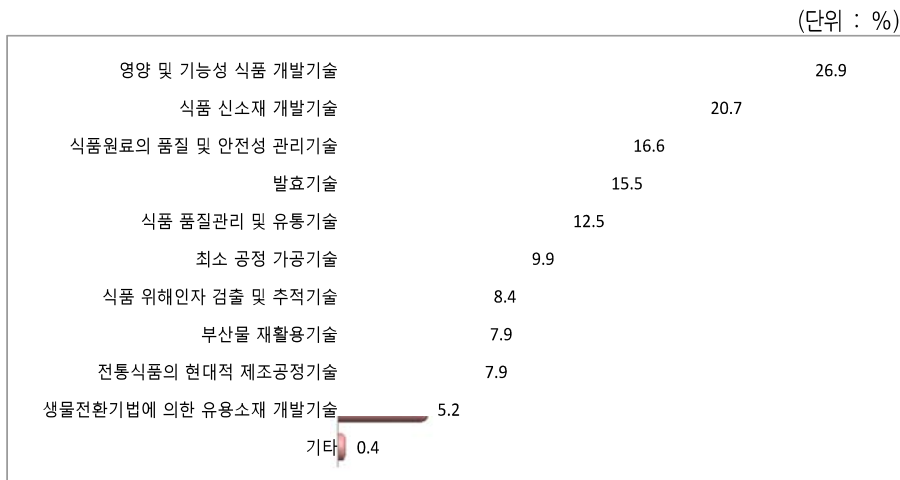 (단위 : %)
영양 및 기능성 식품 개발기술 26.9
식품 신소재 개발기술 20.7
식품원료의 품질 및 안전성 관리기술 16.6
발효기술 15.5
식품 품질관리 및 유통기술 12.5
최소 공정 가공기술 9.9
식품 위해인자 검출 및 추적기술 8.4
부산물 재활용기술 7.9
전통식품의 현대적 제조공정기술 7.9
생물전환기법에 의한 유용소재 개발기술 5.2
기타 0.4